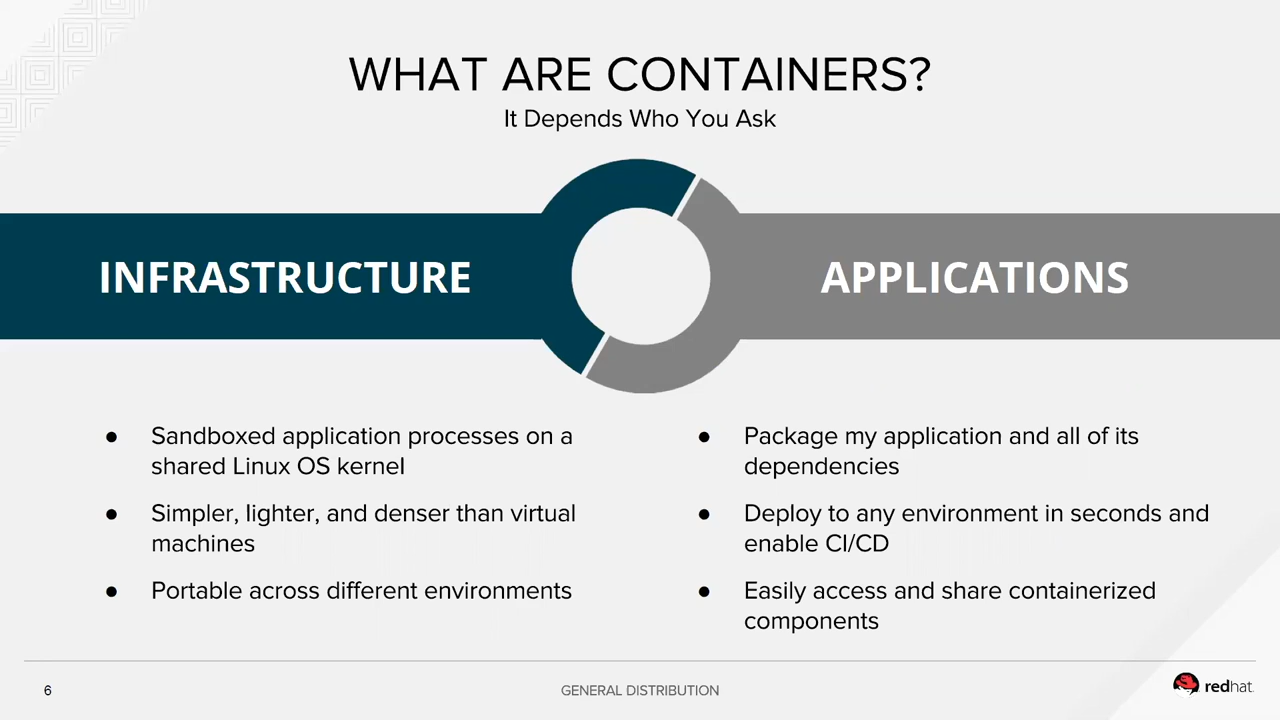 WHAT ARE CONTAINERS?
It Depends Who You Ask
INFRASTRUCTURE
APPLICATIONS
● Sandboxed application processes on a
shared Linux OS kernel
● Simpler, lighter, and denser than virtual
machines
● Portable across different environments
● Package my application and all of its
dependencies
● Deploy to any environment in seconds and
enable CI/CD
● Easily access and share containerized
components
6
GENERAL DISTRIBUTION
redhat.